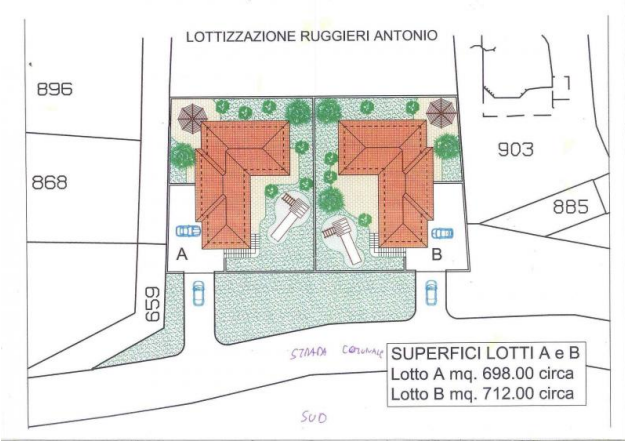 LOTTIZZAZIONE RUGGIERI ANTONIO
896
903
868
885
A
B
659
STRADA COMUNALE
SUPERFICI LOTTI A e B
Lotto A mq. 698.00 circa
Lotto B mq. 712.00 circa
SUD